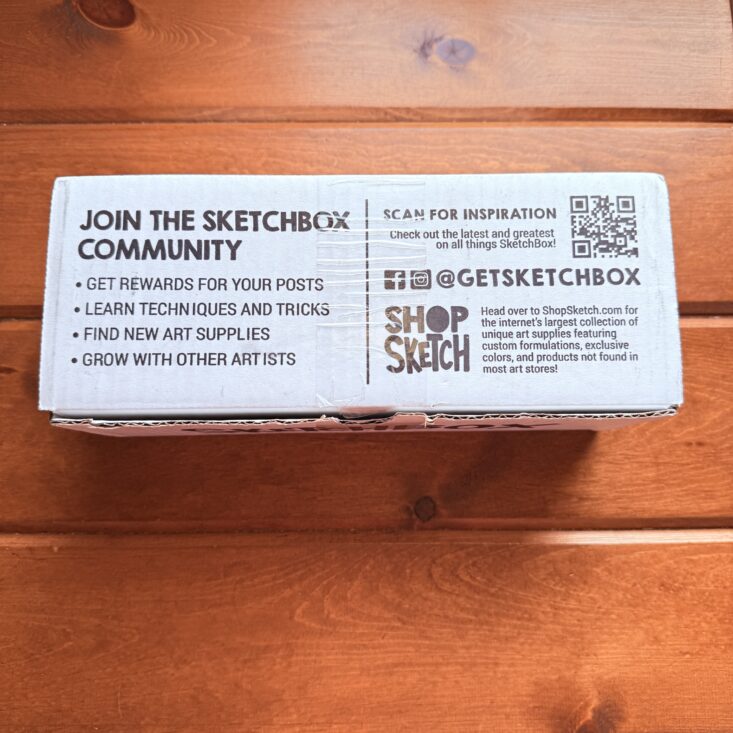 JOIN THE SKETCHBOX
COMMUNITY
• GET REWARDS FOR YOUR POSTS
• LEARN TECHNIQUES AND TRICKS
• FIND NEW ART SUPPLIES
• GROW WITH OTHER ARTISTS
SCAN FOR INSPIRATION
Check out the latest and greatest
on all things SketchBox!
@GETSKETCHBOX
SHOP
SKETCH
Head over to ShopSketch.com for
the internet's largest collection of
unique art supplies featuring
custom formulations, exclusive
colors, and products not found in
most art stores!